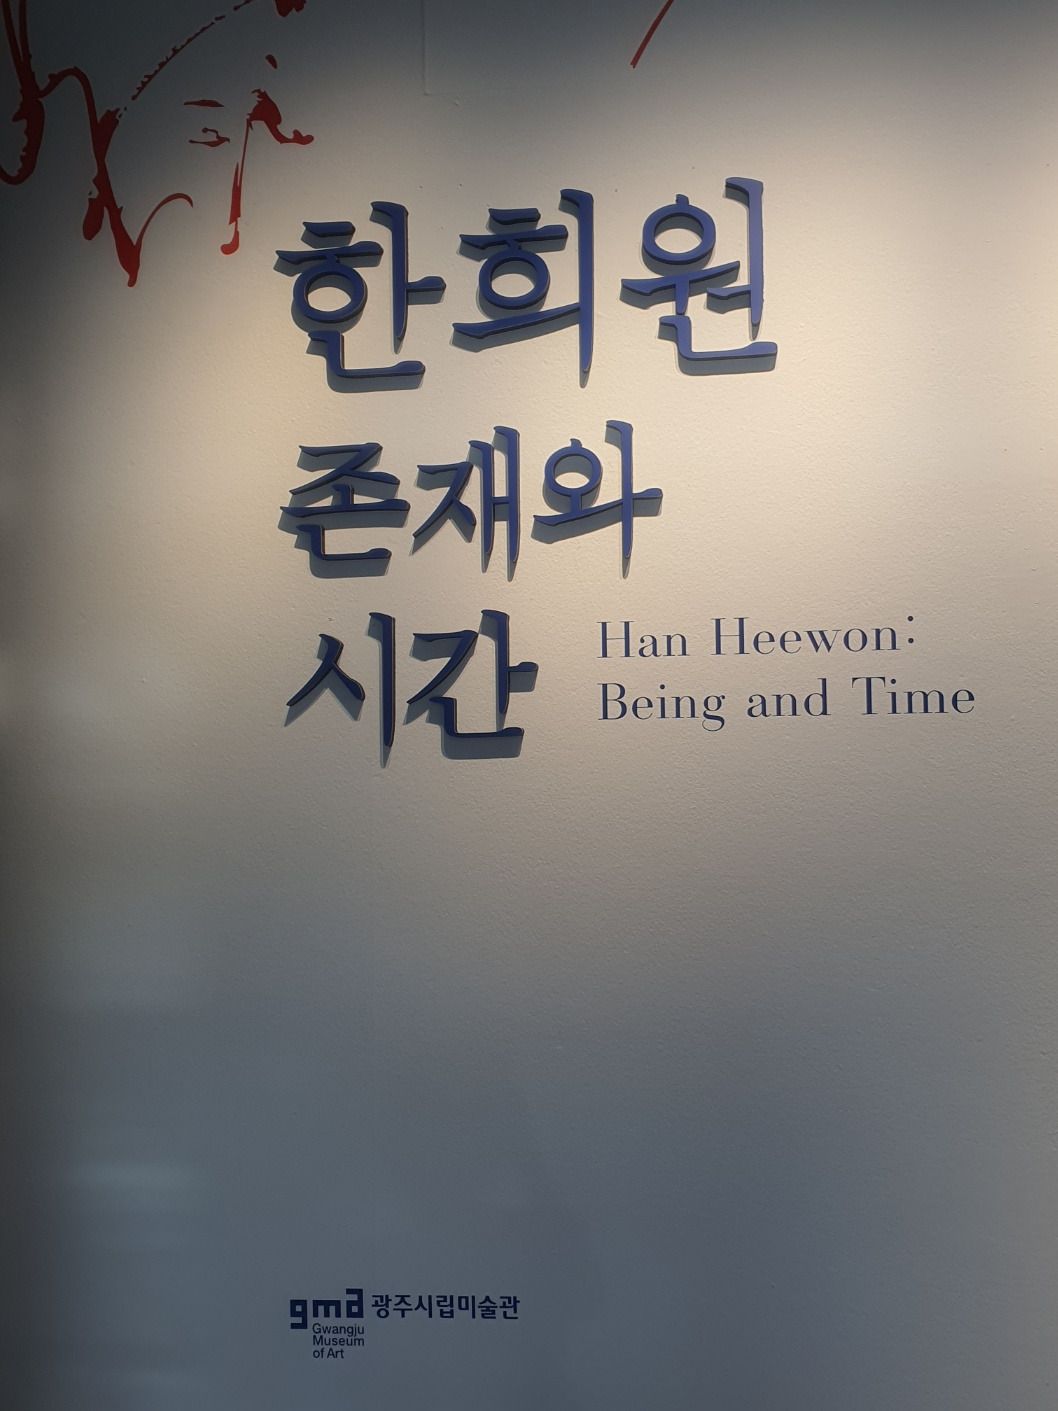 한희원
존재와
시간
Han Heewon:
Being and Time
gma 광주시립미술관
Gwangju
Museum
of Art